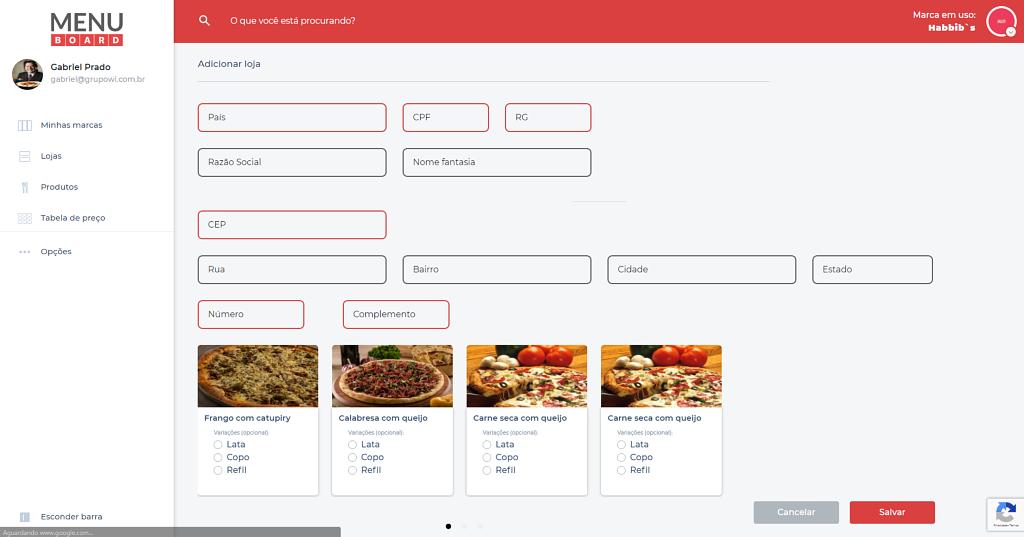 MENU
BOARD
O que você está procurando?
Marca em uso:
Habbib`s
Gabriel Prado
gabriel@grupowi.com.br
Minhas marcas
Lojas
Produtos
Tabela de preço
Opções
Esconder barra
Adicionar loja
País
CPF
RG
Razão Social
Nome fantasia
CEP
Rua
Bairro
Cidade
Estado
Número
Complemento
Frango com catupiry
Variações (opcional):
Lata
Copo
Refil
Calabresa com queijo
Variações (opcional):
Lata
Copo
Refil
Carne seca com queijo
Variações (opcional):
Lata
Copo
Refil
Carne seca com queijo
Variações (opcional):
Lata
Copo
Refil
Cancelar
Salvar
Aguardando www.google.com...